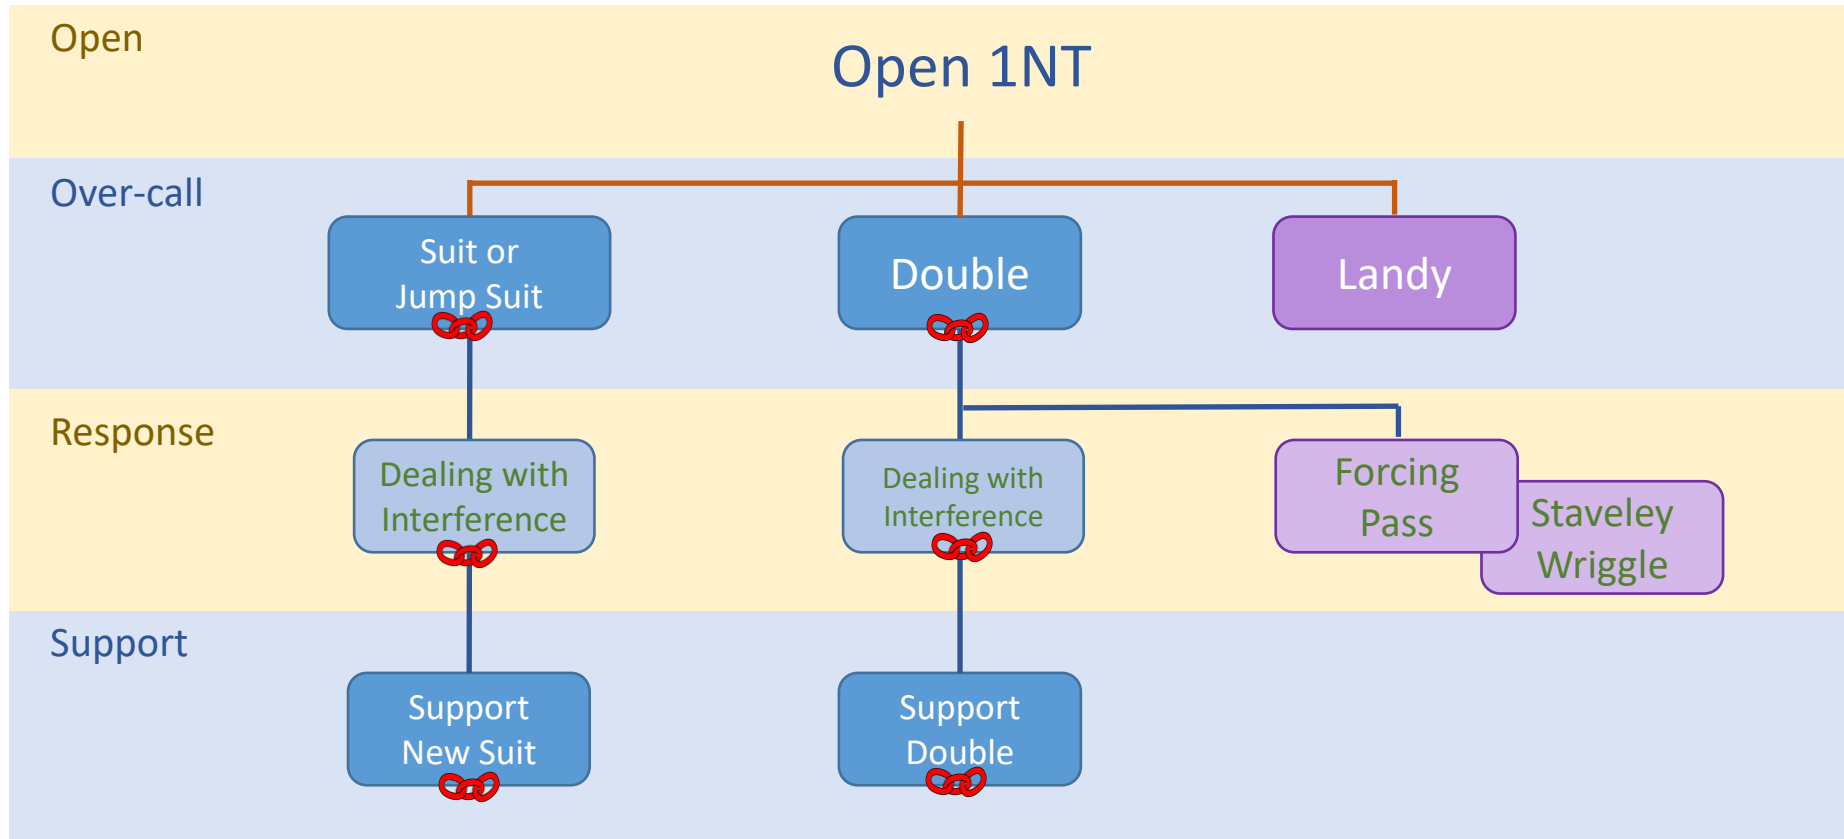 Open
Open 1NT
Over-call
Suit or
Jump Suit
Double
Landy
Response
Dealing with
Interference
Dealing with
Interference
Forcing
Pass
Staveley
Wriggle
Support
Support
New Suit
Support
Double